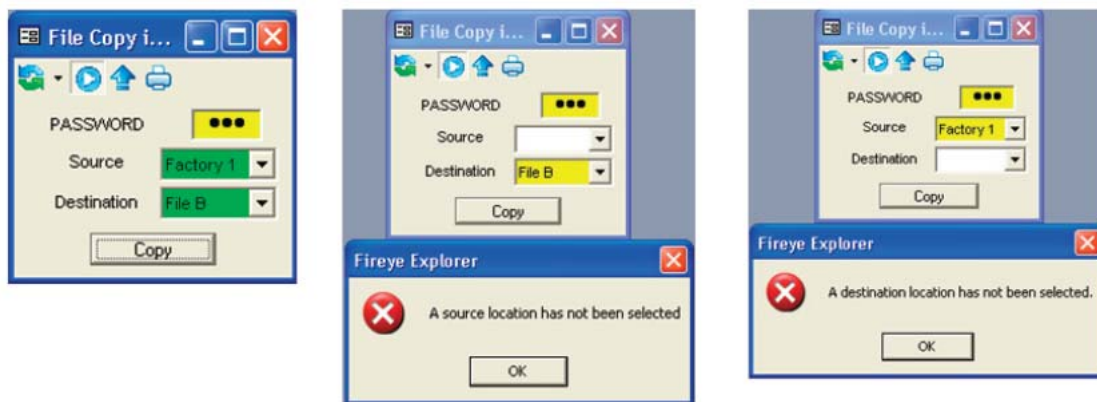 File Copy i...
PASSWORD ●●●
Source Factory 1
Destination File B
Copy
File Copy i...
PASSWORD ●●●
Source
Destination File B
Copy
Fireye Explorer
A source location has not been selected
OK
File Copy i...
PASSWORD ●●●
Source Factory 1
Destination
Copy
Fireye Explorer
A destination location has not been selected.
OK